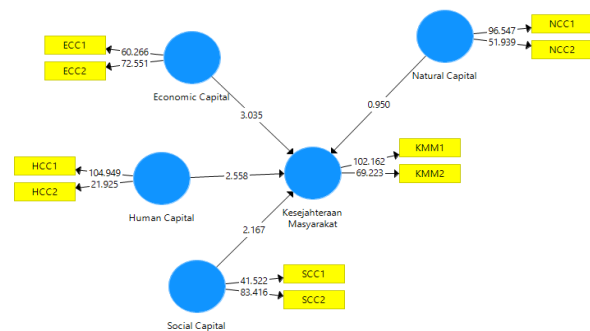 ECC1
60.266
ECC2
72.551
Economic Capital
3.035
96.547
NCC1
51.939
NCC2
Natural Capital
0.950
HCC1
104.949
HCC2
21.925
Human Capital
2.558
KMM1
102.162
69.223
KMM2
Kesejahteraan
Masyarakat
2.167
41.522
SCC1
83.416
SCC2
Social Capital